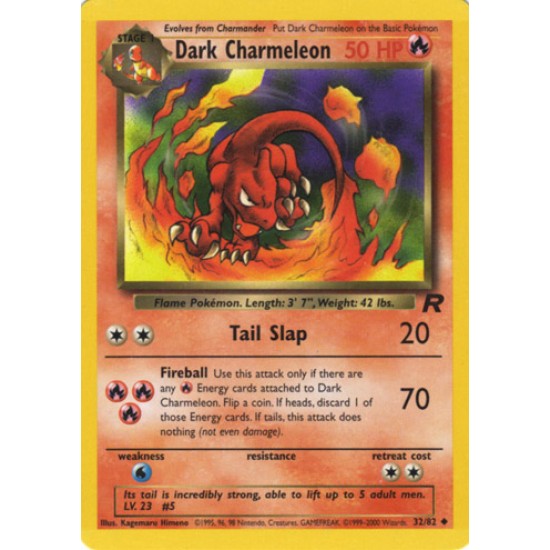 Evolves from Charmander Put Dark Charmeleon on the Basic Pokémon
STAGE 1
Dark Charmeleon 50 HP
Flame Pokémon. Length: 3' 7", Weight: 42 lbs.
R
Tail Slap 20
Fireball Use this attack only if there are
any Energy cards attached to Dark
Charmeleon. Flip a coin. If heads, discard 1 of
those Energy cards. If tails, this attack does
nothing (not even damage).
70
weakness resistance retreat cost
Its tail is incredibly strong, able to lift up to 5 adult men.
LV. 23 #5
Illus. Kagemaru Himeno ©1995, 96, 98 Nintendo, Creatures, GAMEFREAK. ©1999-2000 Wizards. 32/82